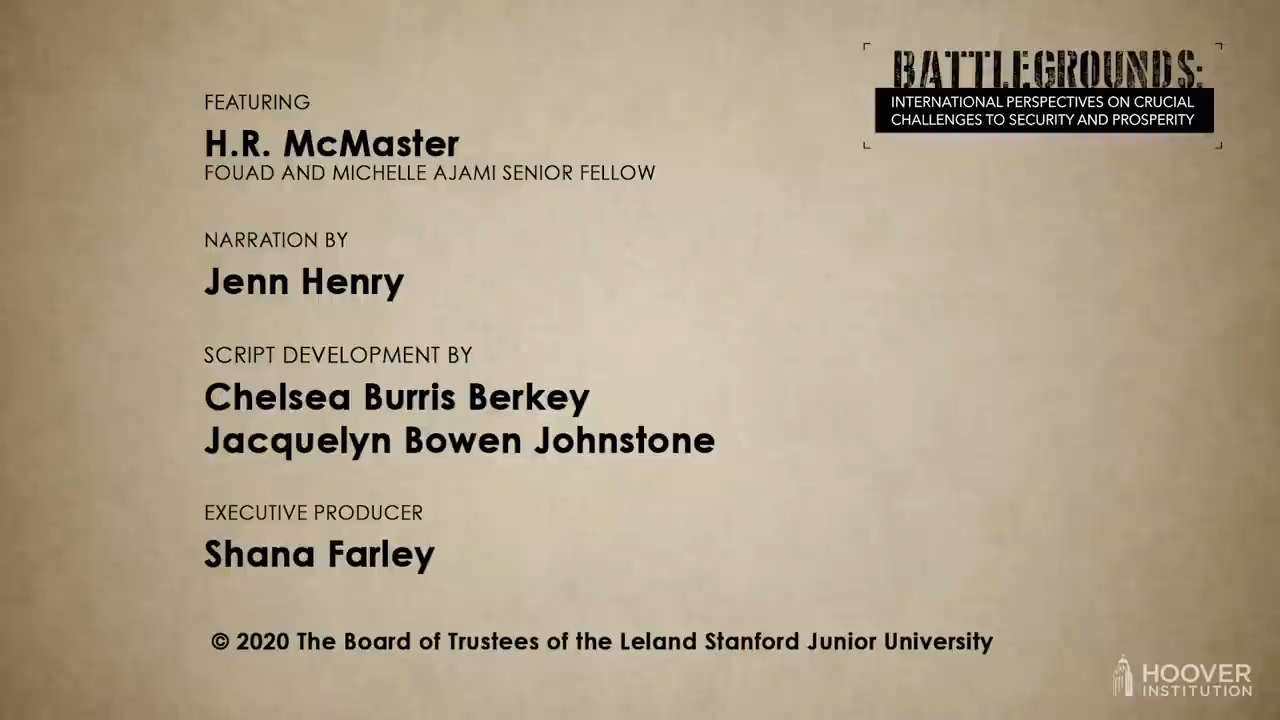 BATTLEGROUNDS:
INTERNATIONAL PERSPECTIVES ON CRUCIAL
CHALLENGES TO SECURITY AND PROSPERITY
FEATURING
H.R. McMaster
FOUAD AND MICHELLE AJAMI SENIOR FELLOW
NARRATION BY
Jenn Henry
SCRIPT DEVELOPMENT BY
Chelsea Burris Berkey
Jacquelyn Bowen Johnstone
EXECUTIVE PRODUCER
Shana Farley
© 2020 The Board of Trustees of the Leland Stanford Junior University
HOOVER
INSTITUTION